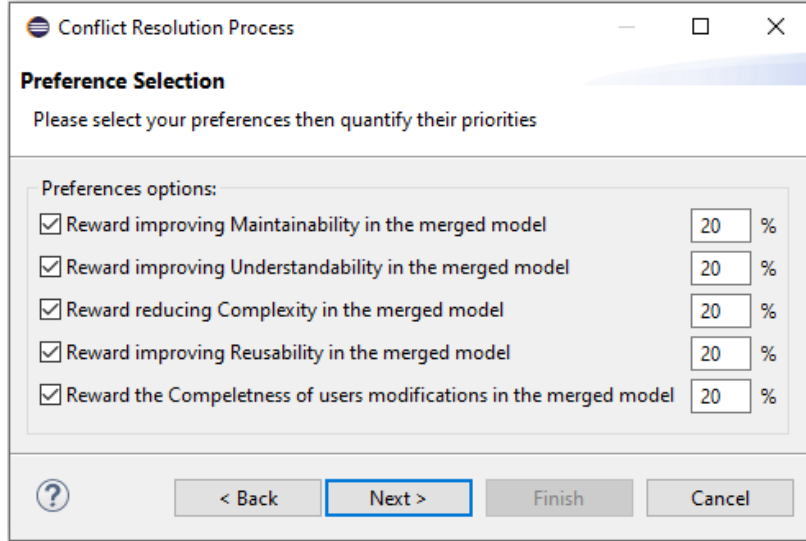 Conflict Resolution Process
Preference Selection
Please select your preferences then quantify their priorities
Preferences options:
Reward improving Maintainability in the merged model 20 %
Reward improving Understandability in the merged model 20 %
Reward reducing Complexity in the merged model 20 %
Reward improving Reusability in the merged model 20 %
Reward the Compeletness of users modifications in the merged model 20 %
? < Back Next > Finish Cancel